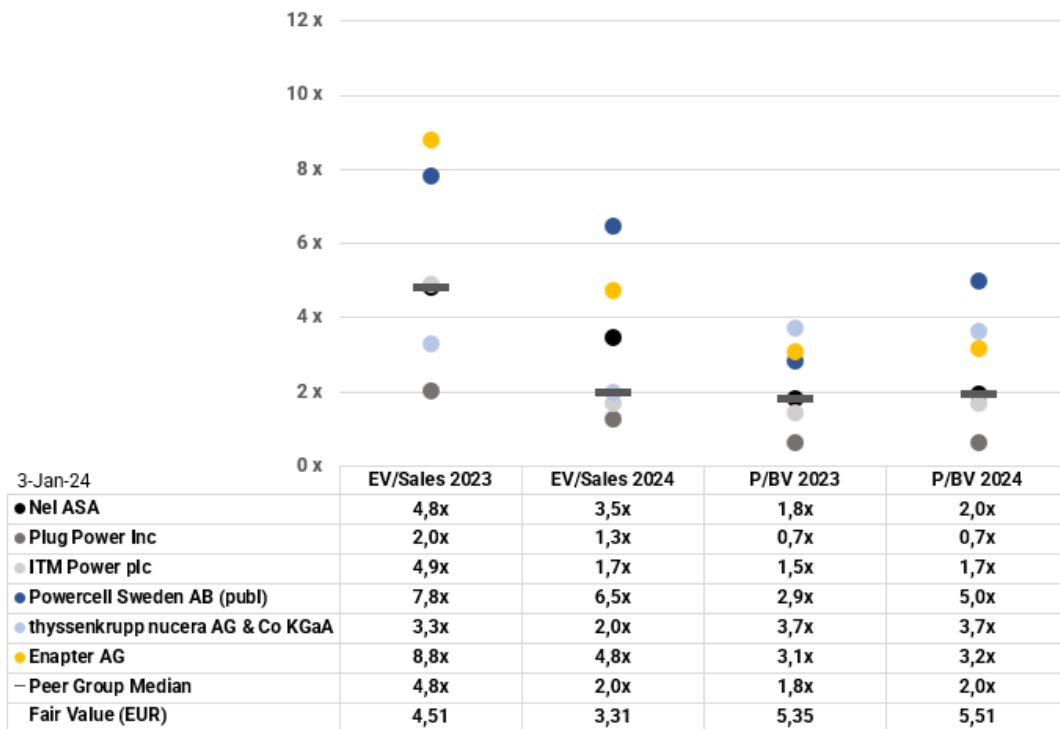 12 x
10 x
8 x
6 x
4 x
2 x
0 x
3-Jan-24 EV/Sales 2023 EV/Sales 2024 P/BV 2023 P/BV 2024
Nel ASA 4,8x 3,5x 1,8x 2,0x
Plug Power Inc 2,0x 1,3x 0,7x 0,7x
ITM Power plc 4,9x 1,7x 1,5x 1,7x
Powercell Sweden AB (publ) 7,8x 6,5x 2,9x 5,0x
thyssenkrupp nucera AG & Co KGaA 3,3x 2,0x 3,7x 3,7x
Enapter AG 8,8x 4,8x 3,1x 3,2x
Peer Group Median 4,8x 2,0x 1,8x 2,0x
Fair Value (EUR) 4,51 3,31 5,35 5,51